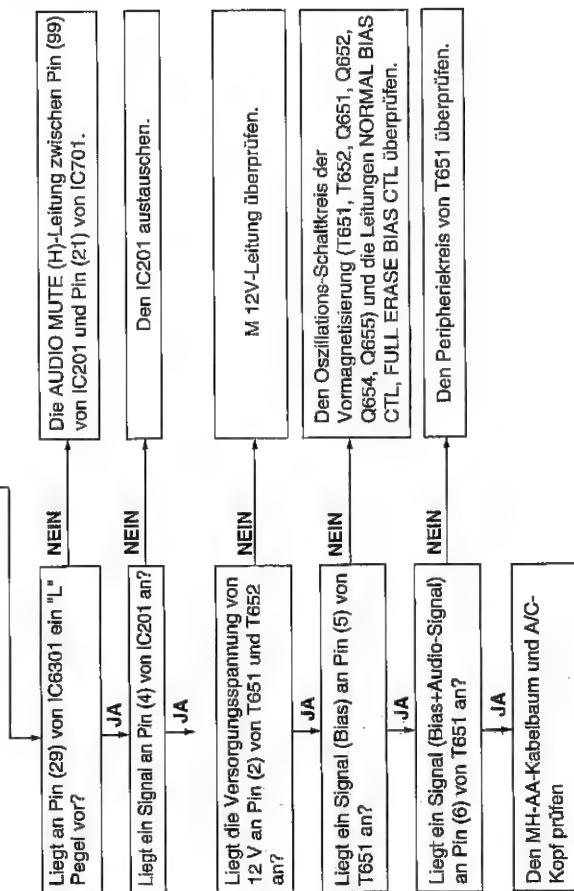 Liegt an Pin (29) von IC6301 ein "L"
Pegel vor?
NEIN
Die AUDIO MUTE (H)-Leitung zwischen Pin (99)
von IC201 und Pin (21) von IC701.
JA
Liegt ein Signal an Pin (4) von IC201 an?
NEIN
Den IC201 austauschen.
JA
Liegt die Versorgungsspannung von
12 V an Pin (2) von T651 und T652
an?
NEIN
M 12V-Leitung überprüfen.
JA
Liegt ein Signal (Bias) an Pin (5) von
T651 an?
NEIN
Den Oszillations-Schaltkreis der
Vormagnetisierung (T651, T652, Q651, Q652,
Q654, Q655) und die Leitungen NORMAL BIAS
CTL, FULL ERASE BIAS CTL überprüfen.
JA
Liegt ein Signal (Bias+Audio-Signal)
an Pin (6) von T651 an?
NEIN
Den Peripheriekreis von T651 überprüfen.
JA
Den MH-AA-Kabelbaum und A/C-
Kopf prüfen